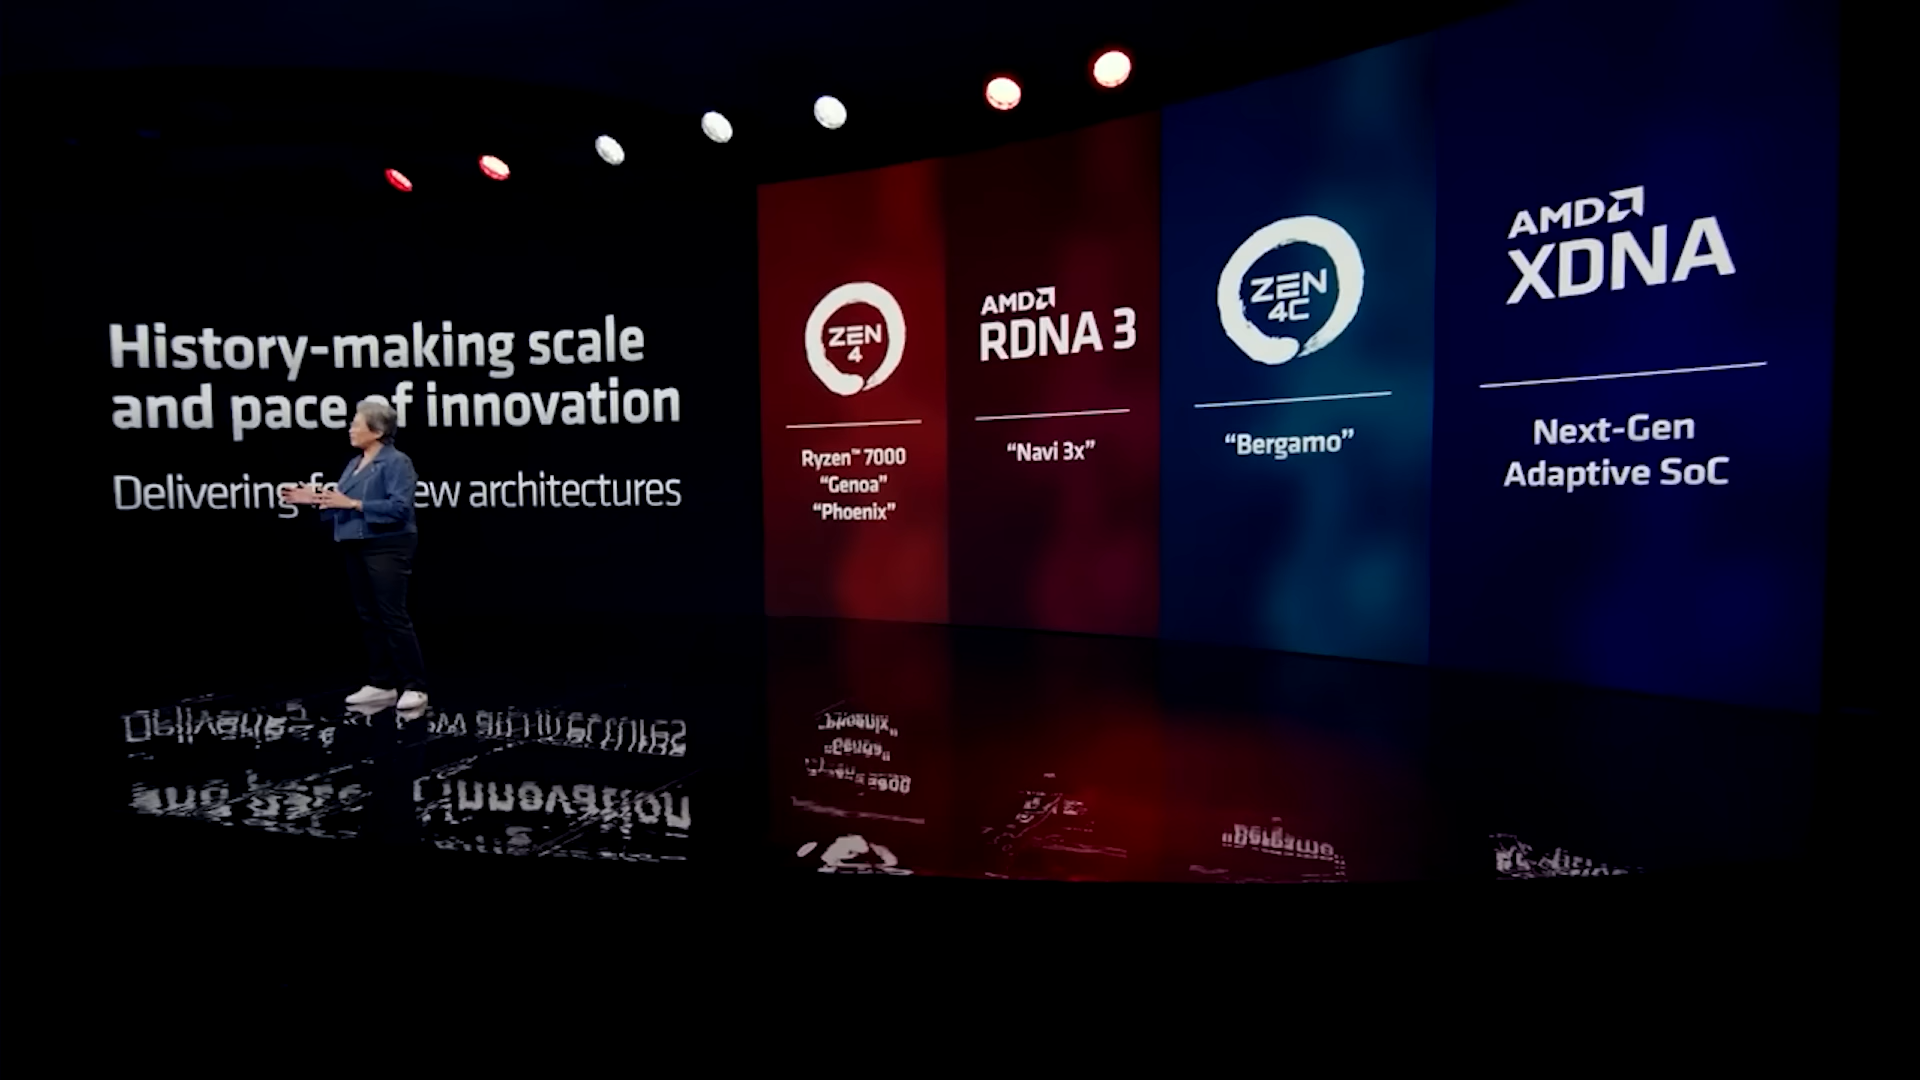 History-making scale
and pace of innovation
Delivering ew architectures
ZEN
4
Ryzen™ 7000
"Genoa"
"Phoenix"
AMD
RDNA 3
"Navi 3x"
ZEN
4C
"Bergamo"
AMD
XDNA
Next-Gen
Adaptive SoC